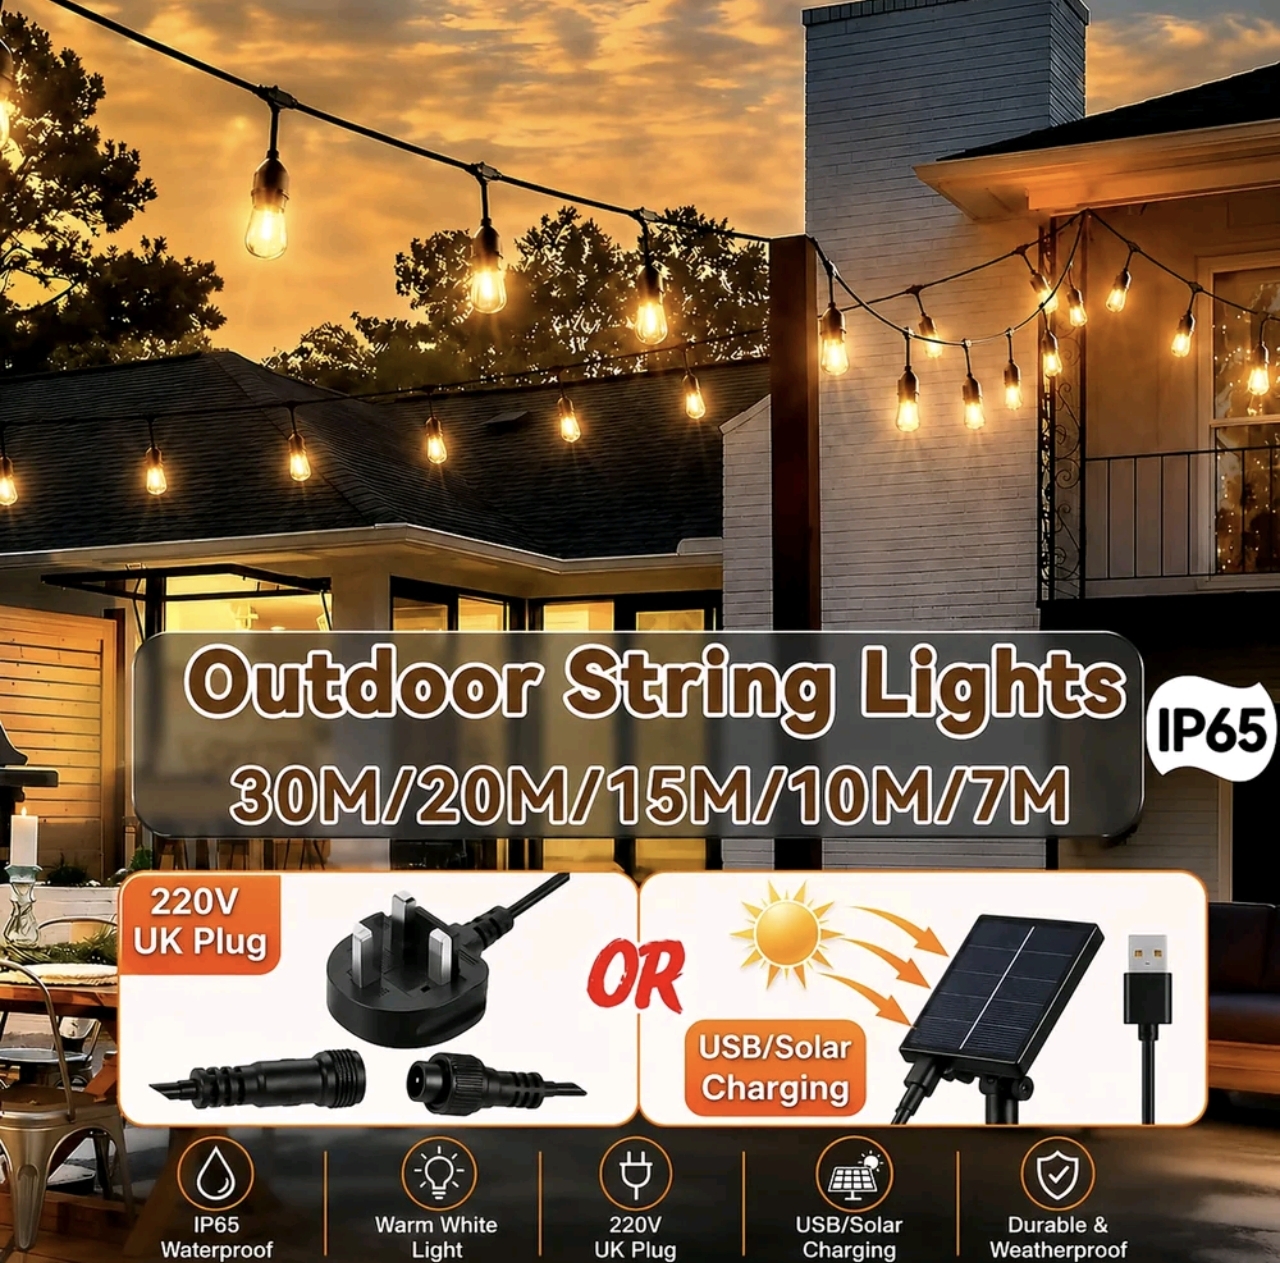 Outdoor String Lights
IP65
30M/20M/15M/10M/7M
220V
UK Plug
OR
USB/Solar
Charging
IP65
Waterproof
Warm White
Light
220V
UK Plug
USB/Solar
Charging
Durable &
Weatherproof